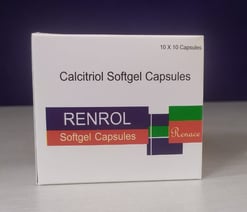 10 X 10 Capsules
Calcitriol Softgel Capsules
RENROL
Softgel Capsules
Renace